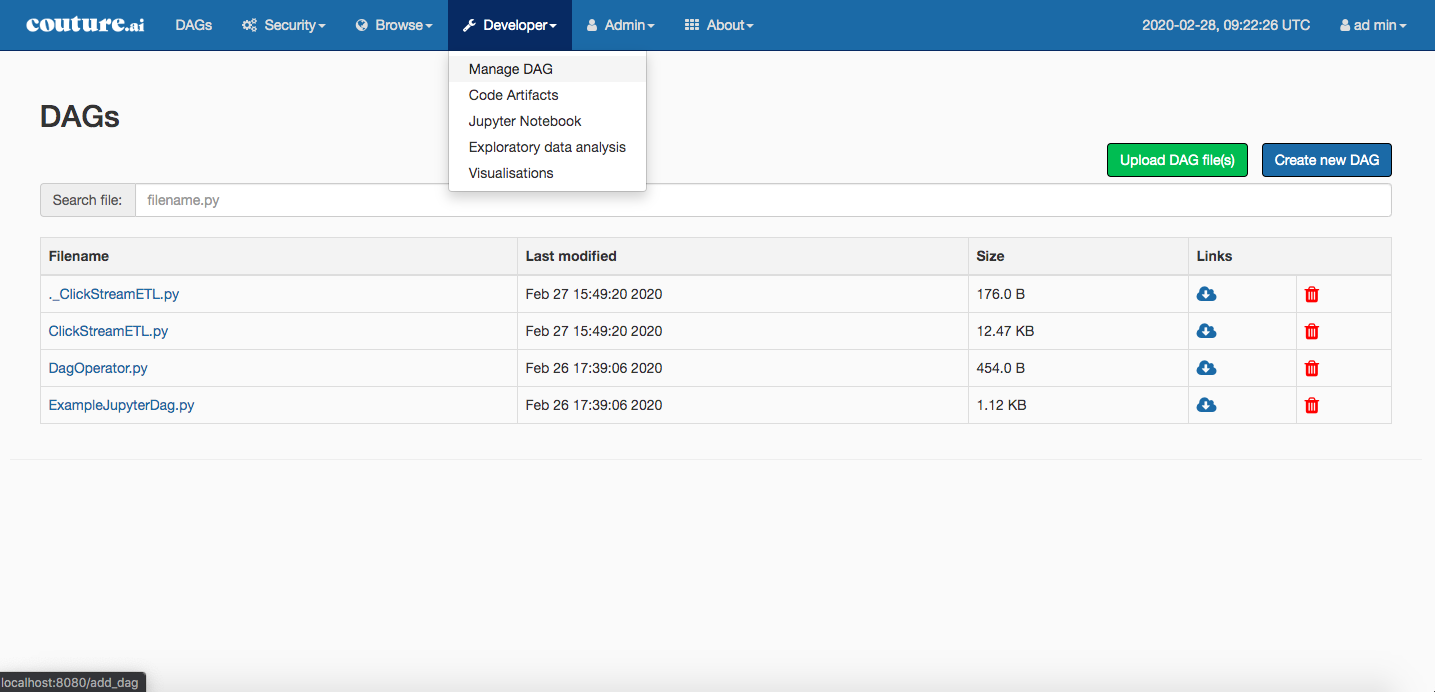 couture.ai DAGs Security Browse Developer Admin About 2020-02-28, 09:22:26 UTC ad min
Manage DAG
Code Artifacts
Jupyter Notebook
Exploratory data analysis
Visualisations
DAGs
Upload DAG file(s) Create new DAG
Search file: filename.py
Filename Last modified Size Links
._ClickStreamETL.py Feb 27 15:49:20 2020 176.0 B
ClickStreamETL.py Feb 27 15:49:20 2020 12.47 KB
DagOperator.py Feb 26 17:39:06 2020 454.0 B
ExampleJupyterDag.py Feb 26 17:39:06 2020 1.12 KB
localhost:8080/add_dag